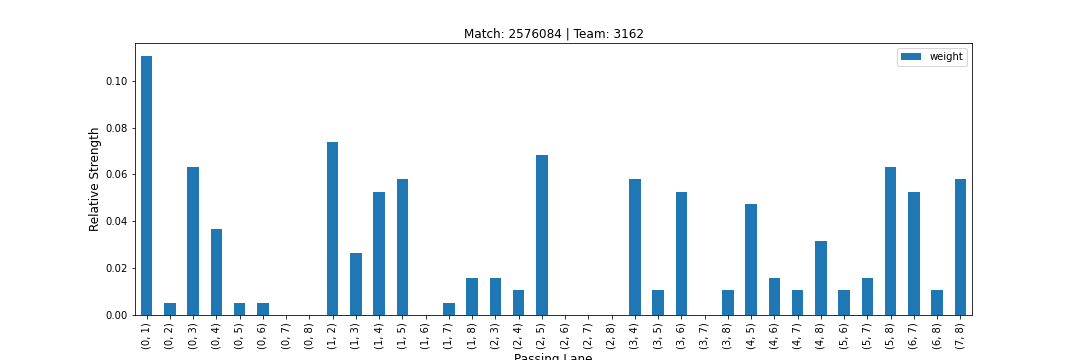 Match: 2576084 | Team: 3162
weight
Relative Strength
0.10
0.08
0.06
0.04
0.02
0.00
(0, 1) (0, 2) (0, 3) (0, 4) (0, 5) (0, 6) (0, 7) (0, 8) (1, 2) (1, 3) (1, 4) (1, 5) (1, 6) (1, 7) (1, 8) (2, 3) (2, 4) (2, 5) (2, 6) (2, 7) (2, 8) (3, 4) (3, 5) (3, 6) (3, 7) (3, 8) (4, 5) (4, 6) (4, 7) (4, 8) (5, 6) (5, 7) (5, 8) (6, 7) (6, 8) (7, 8)
Passing Lane